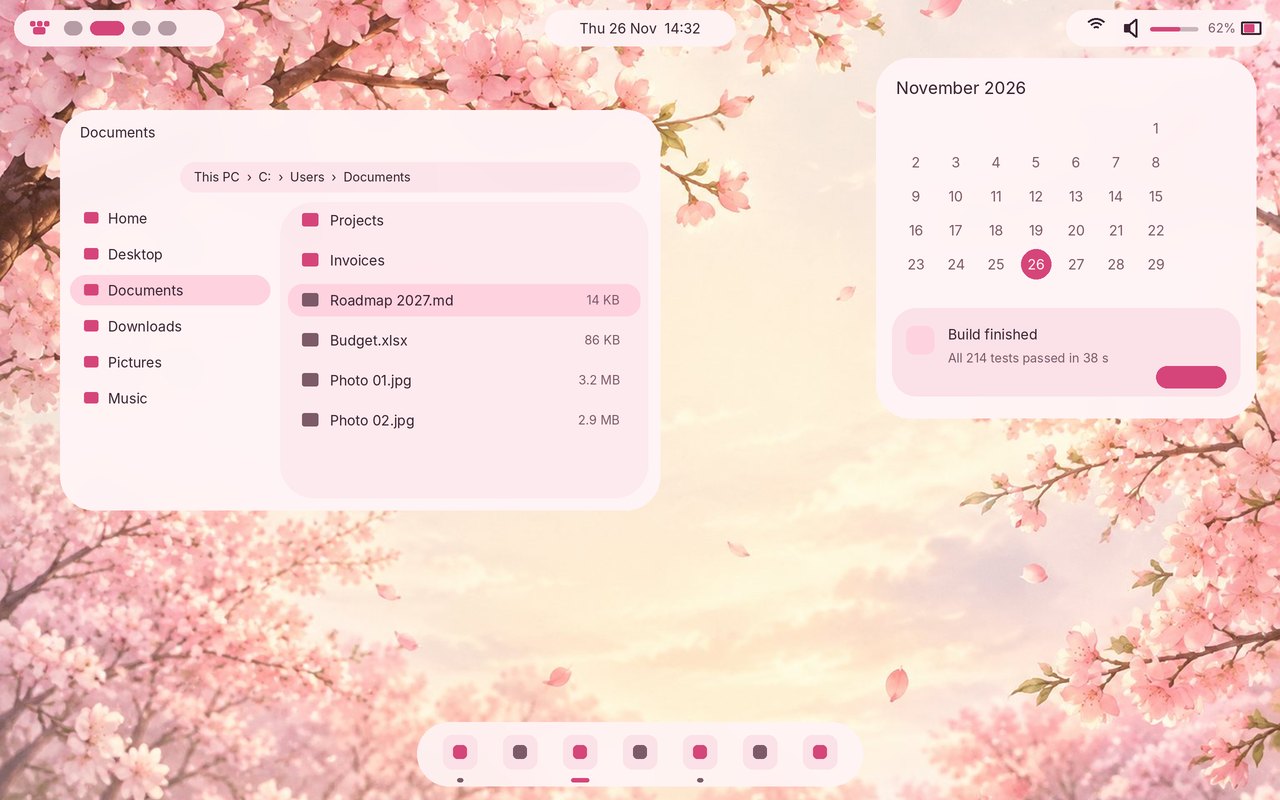 Thu 26 Nov 14:32
62%
Documents
This PC › C: › Users › Documents
Home
Desktop
Documents
Downloads
Pictures
Music
Projects
Invoices
Roadmap 2027.md 14 KB
Budget.xlsx 86 KB
Photo 01.jpg 3.2 MB
Photo 02.jpg 2.9 MB
November 2026
1
2 3 4 5 6 7 8
9 10 11 12 13 14 15
16 17 18 19 20 21 22
23 24 25 26 27 28 29
Build finished
All 214 tests passed in 38 s